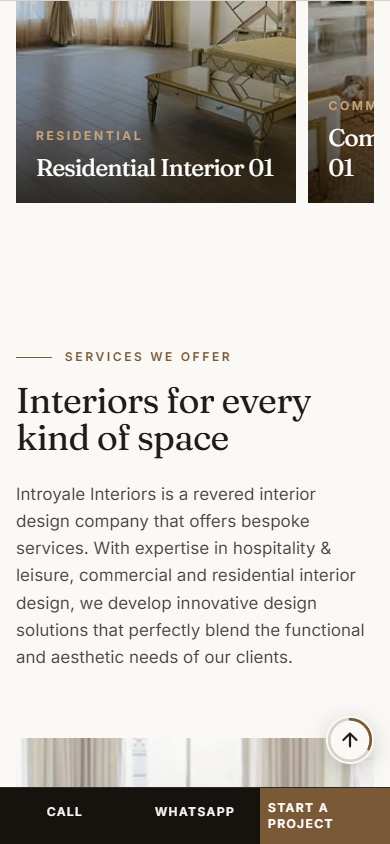 RESIDENTIAL
Residential Interior 01
01
SERVICES WE OFFER
Interiors for every
kind of space
Introyale Interiors is a revered interior
design company that offers bespoke
services. With expertise in hospitality &
leisure, commercial and residential interior
design, we develop innovative design
solutions that perfectly blend the functional
and aesthetic needs of our clients.
CALL
WHATSAPP
START A
PROJECT